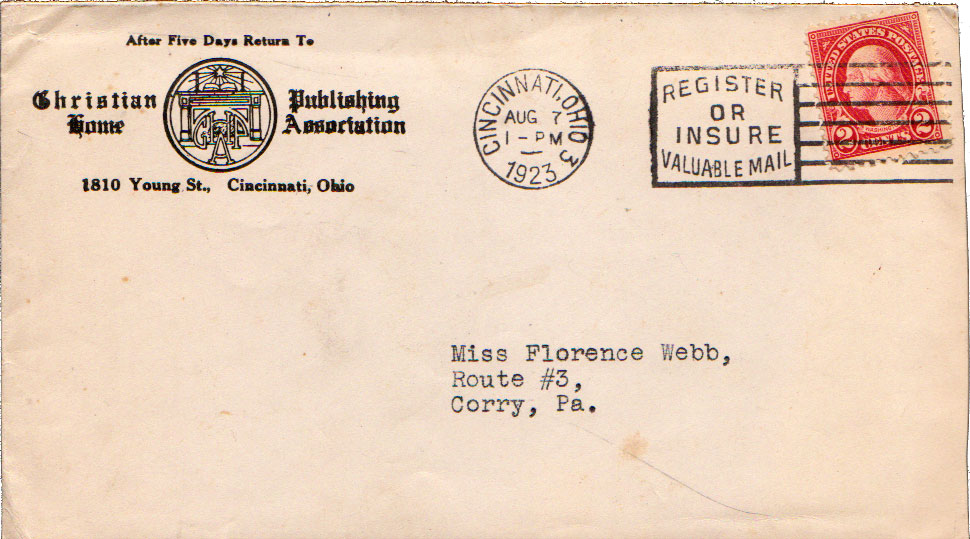 After Five Days Return To
Christian Publishing
Home Association
1810 Young St., Cincinnati, Ohio
CINCINNATI, OHIO 3
AUG 7
1 - PM
1923
REGISTER
OR
INSURE
VALUABLE MAIL
UNITED STATES POSTAGE
WASHINGTON
2 CENTS 2
Miss Florence Webb,
Route #3,
Corry, Pa.